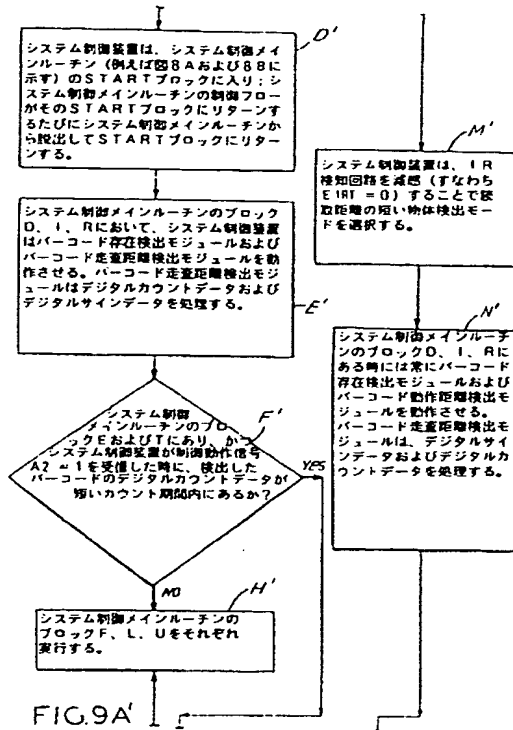 D'
システム制御装置は、システム制御メイ
ンルーチン（例えば図8Aおよび8Bに
示す）のSTARTブロックに入り；シ
ステム制御メインルーチンの制御フロー
がそのSTARTブロックにリターンす
るたびにシステム制御メインルーチンか
ら脱出してSTARTブロックにリター
ンする。
システム制御メインルーチンのブロック
D、I、Rにおいて、システム制御装置
はバーコード存在検出モジュールおよび
バーコード走査距離検出モジュールを動
作させる。バーコード走査距離検出モジ
ュールはデジタルカウントデータおよび
デジタルサインデータを処理する。
E'
システム制御
メインルーチンのブロ
ックEおよびTにあり、かつ
システム制御装置が制御動作信号
A2 = 1を受信した時に、検出した
バーコードのデジタルカウントデータが
短いカウント期間内にあるか？
F'
YES
NO
H'
システム制御メインルーチンの
ブロックF、L、Uをそれぞれ
実行する。
M'
システム制御装置は、IR
検知回路を減感（すなわち
EIRT = 0）することで読
取距離の短い物体検出モー
ドを選択する。
N'
システム制御メインルーチ
ンのブロックD、I、Rに
ある時には常にバーコード
存在検出モジュールおよび
バーコード動作距離検出モ
ジュールを動作させる。
バーコード走査距離検出モ
ジュールは、デジタルサイ
ンデータおよびデジタルカ
ウントデータを処理する。
FIG.9A'